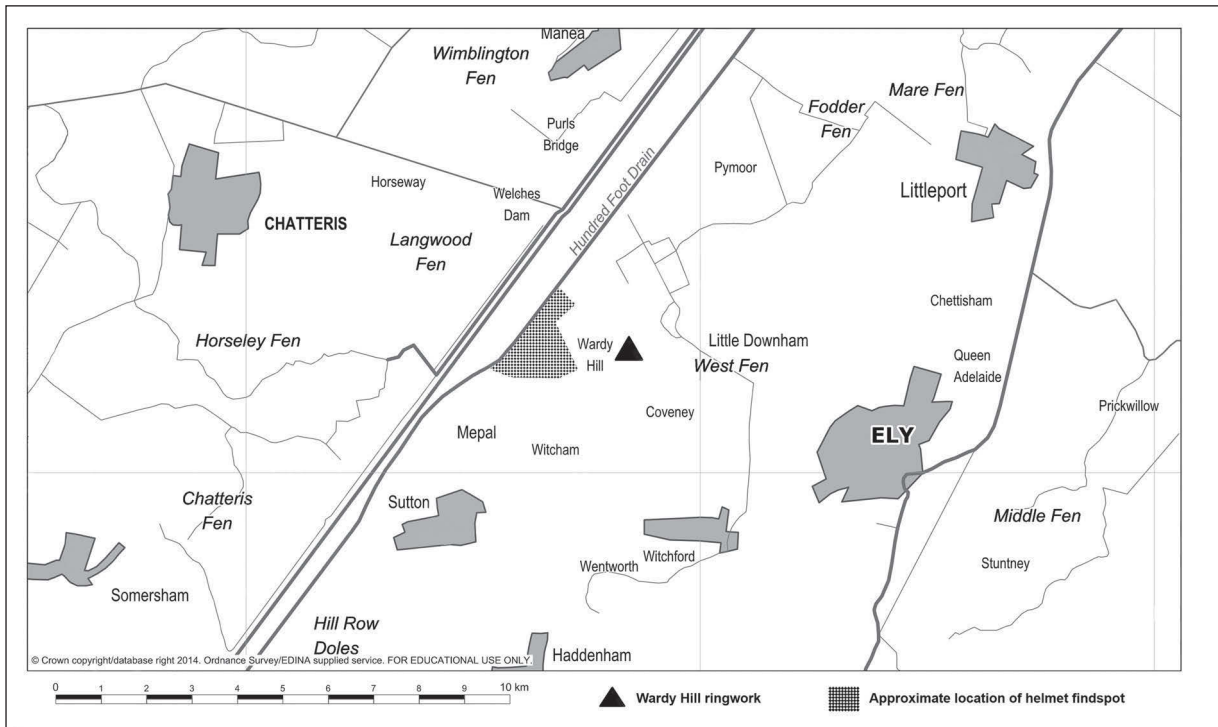 Manea
Wimblington
Fen
Mare Fen
Fodder
Fen
Purls
Bridge
Pymoor
Horseway
Welches
Dam
Hundred Foot Drain
Littleport
CHATTERIS
Langwood
Fen
Chettisham
Horseley Fen
Wardy
Hill
Little Downham
West Fen
Queen
Adelaide
Coveney
Prickwillow
Mepal
Witcham
ELY
Chatteris
Fen
Sutton
Middle Fen
Witchford
Wentworth
Stuntney
Somersham
Hill Row
Doles
Haddenham
© Crown copyright/database right 2014. Ordnance Survey/EDINA supplied service. FOR EDUCATIONAL USE ONLY.
0 1 2 3 4 5 6 7 8 9 10 km
Wardy Hill ringwork
Approximate location of helmet findspot